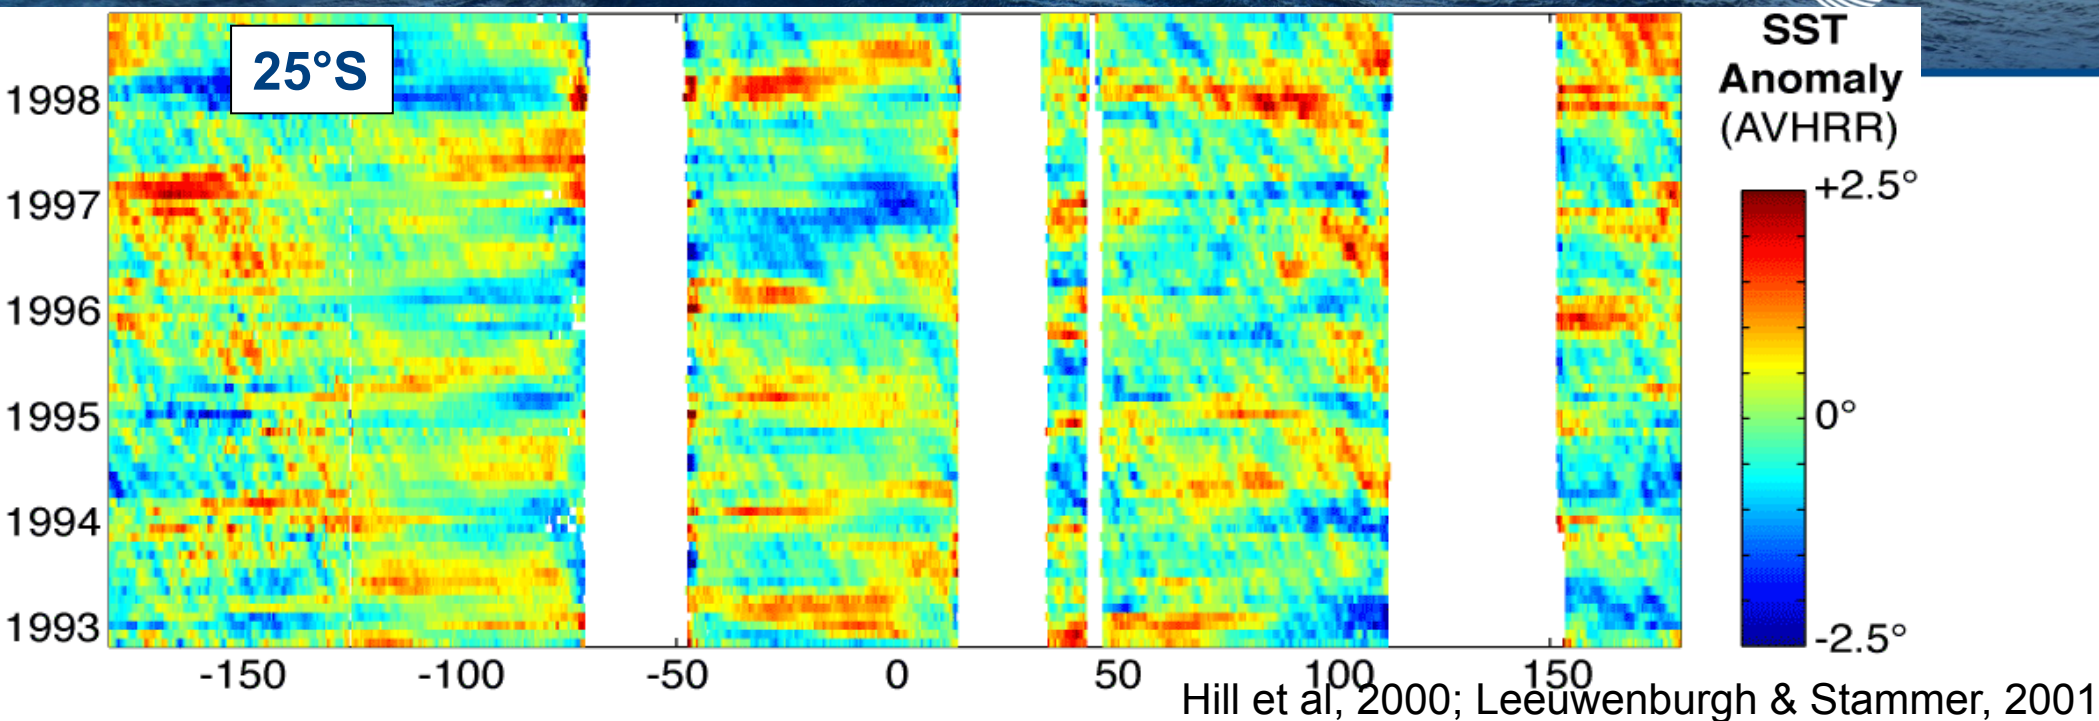 25°S
SST
Anomaly
(AVHRR)
1998
1997
1996
1995
1994
1993
+2.5°
0°
-2.5°
-150 -100 -50 0 50 100 150
Hill et al, 2000; Leeuwenburgh & Stammer, 2001